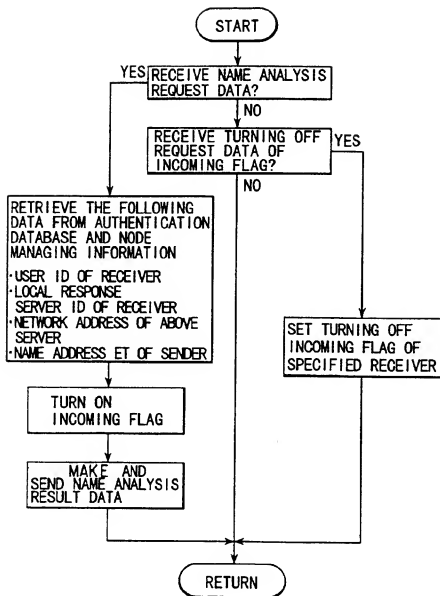 START
YES
RECEIVE NAME ANALYSIS
REQUEST DATA?
NO
RECEIVE TURNING OFF
REQUEST DATA OF
INCOMING FLAG?
YES
NO
RETRIEVE THE FOLLOWING
DATA FROM AUTHENTICATION
DATABASE AND NODE
MANAGING INFORMATION
·USER ID OF RECEIVER
·LOCAL RESPONSE
SERVER ID OF RECEIVER
·NETWORK ADDRESS OF ABOVE
SERVER
·NAME ADDRESS ET OF SENDER
SET TURNING OFF
INCOMING FLAG OF
SPECIFIED RECEIVER
TURN ON
INCOMING FLAG
MAKE AND
SEND NAME ANALYSIS
RESULT DATA
RETURN